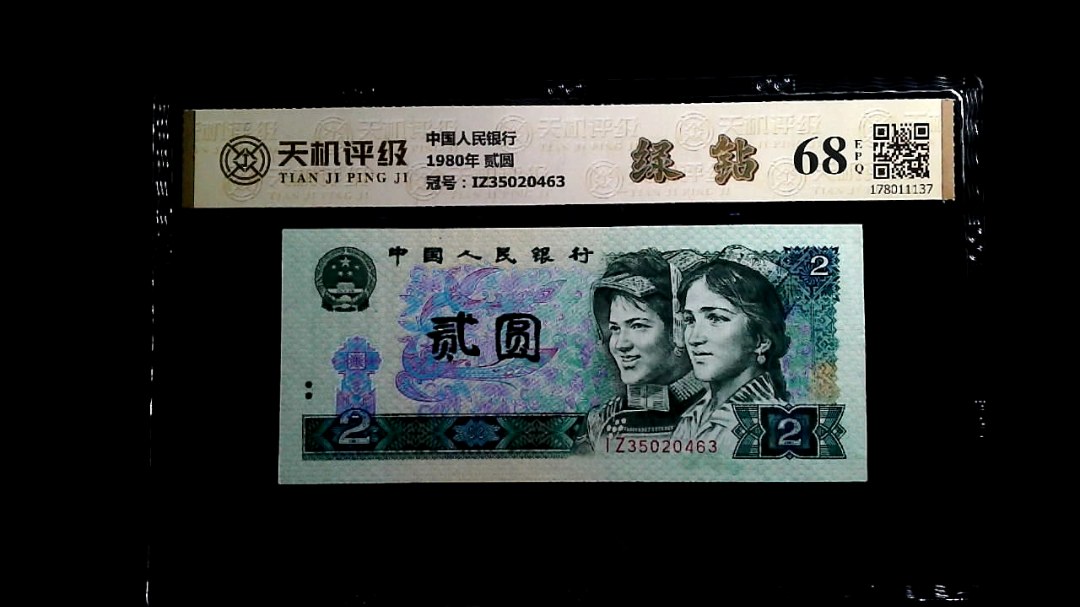 天机评级
TIAN JI PING JI
中国人民银行
1980年 贰圆
冠号：IZ35020463
绿 钻
68
EPQ
178011137
中国人民银行
2
贰圆
2
IZ35020463
2